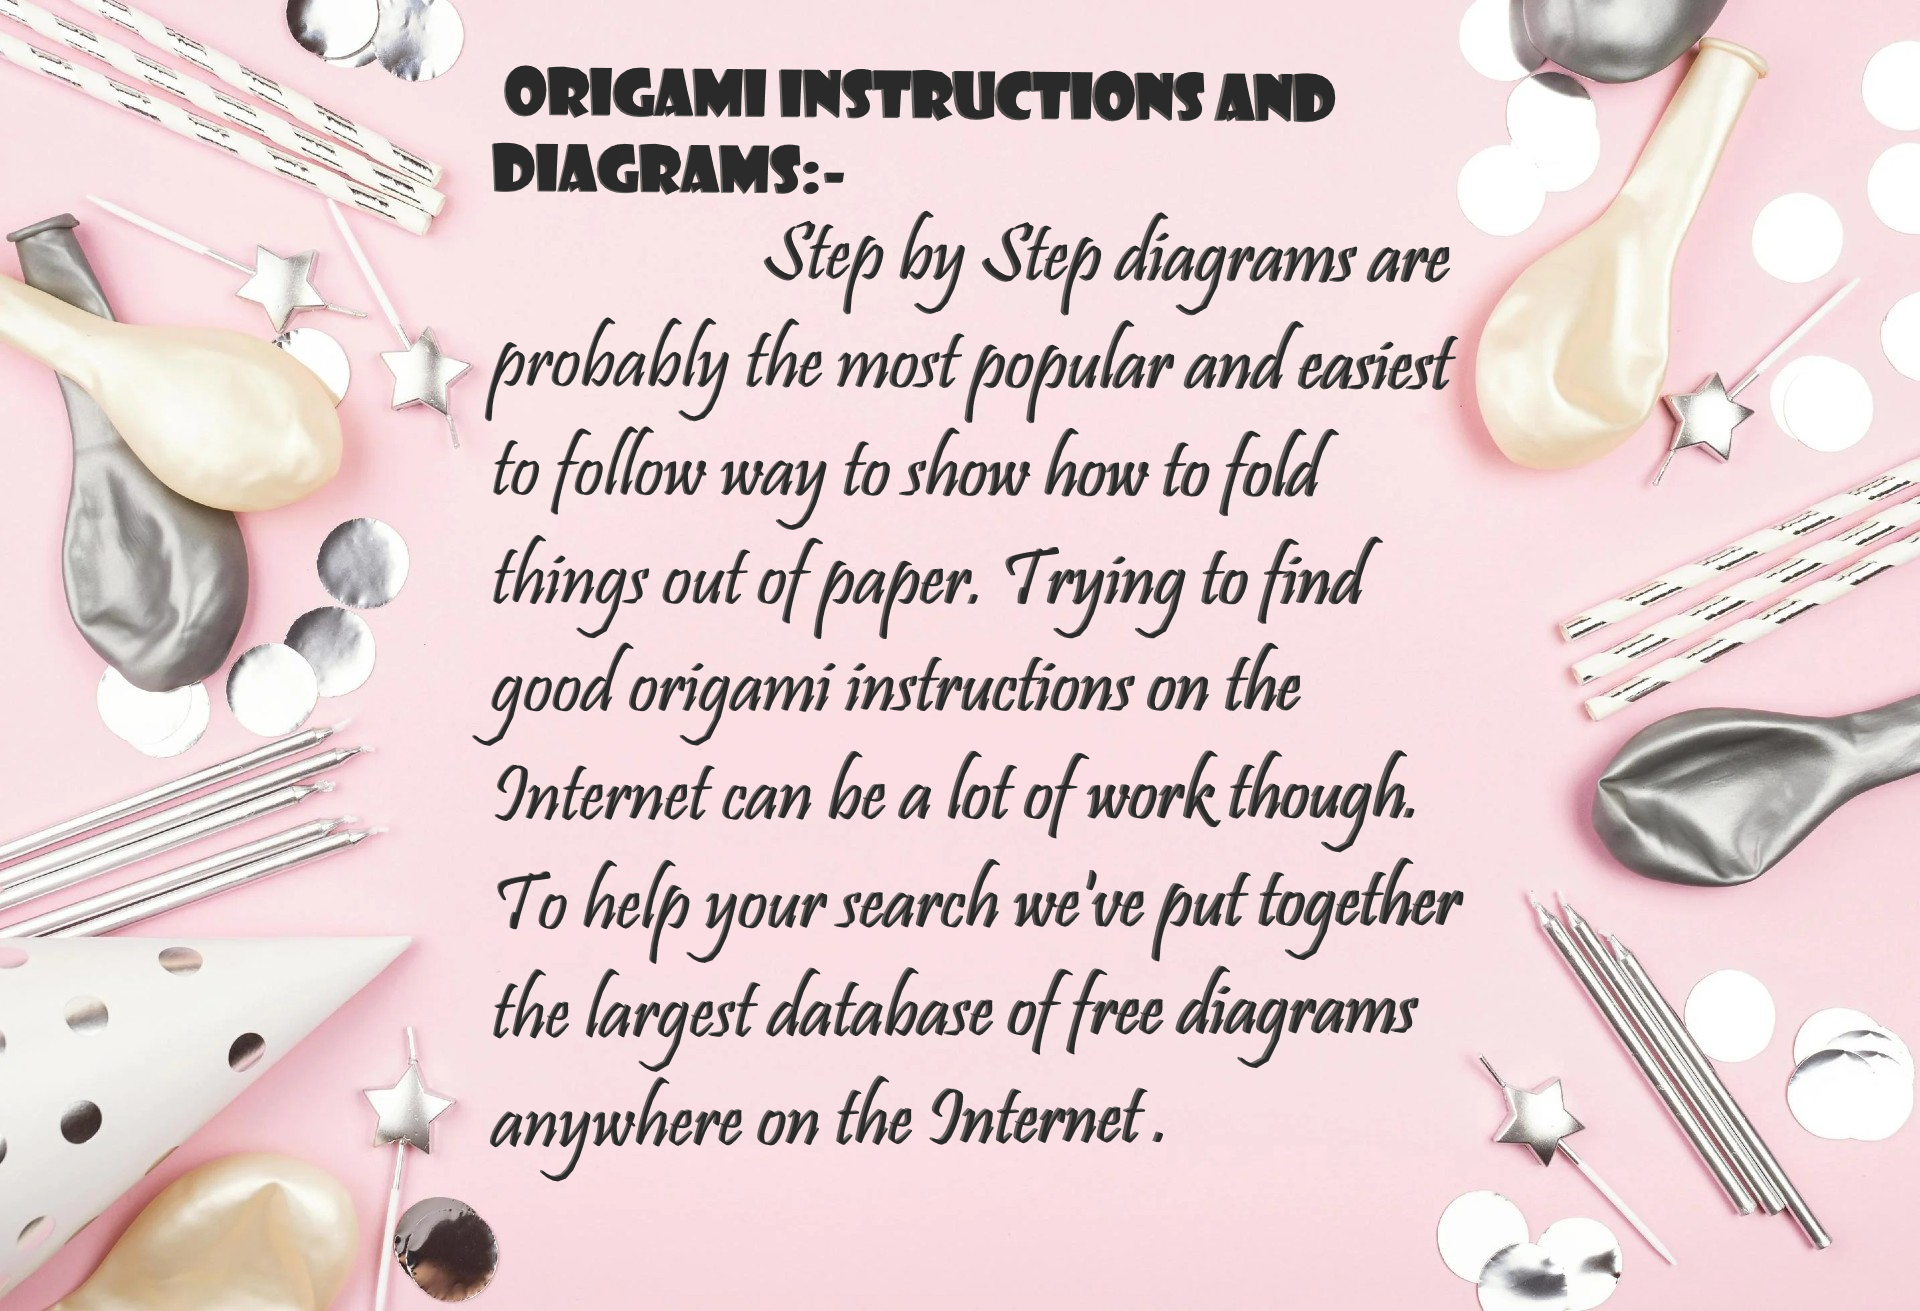 ORIGAMI INSTRUCTIONS AND
DIAGRAMS:-
Step by Step diagrams are
probably the most popular and easiest
to follow way to show how to fold
things out of paper. Trying to find
good origami instructions on the
Internet can be a lot of work though.
To help your search we've put together
the largest database of free diagrams
anywhere on the Internet .